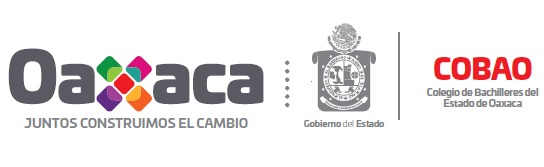 Oaxaca
JUNTOS CONSTRUIMOS EL CAMBIO
Gobierno del Estado
COBAO
Colegio de Bachilleres del
Estado de Oaxaca